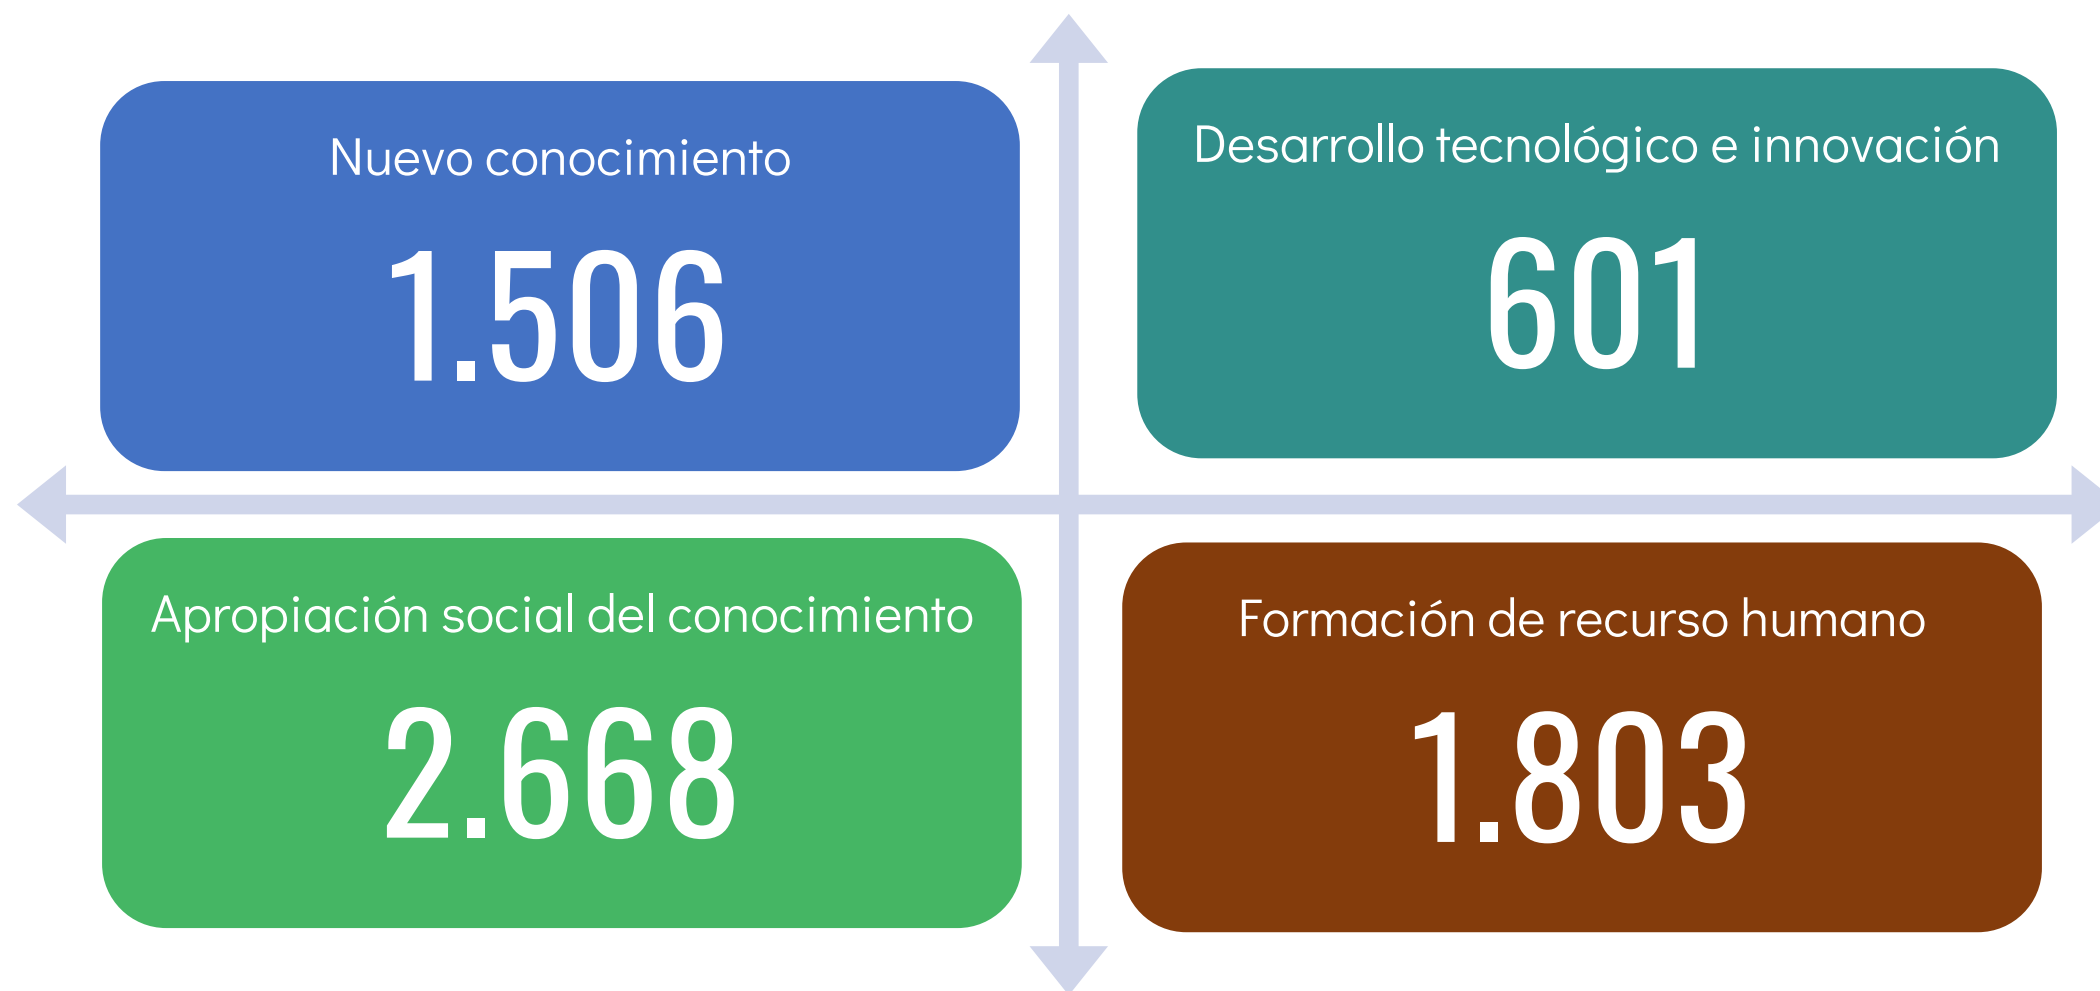 Nuevo conocimiento
1.506
Desarrollo tecnológico e innovación
601
Apropiación social del conocimiento
2.668
Formación de recurso humano
1.803